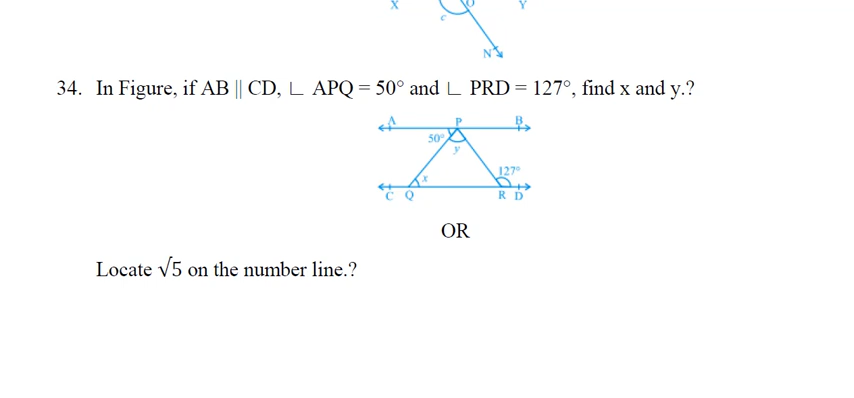 X Y
c O
N
34. In Figure, if AB || CD, ∟ APQ = 50° and ∟ PRD = 127°, find x and y.?
A P B
50°
y
127°
x
C Q R D
OR
Locate √5 on the number line.?